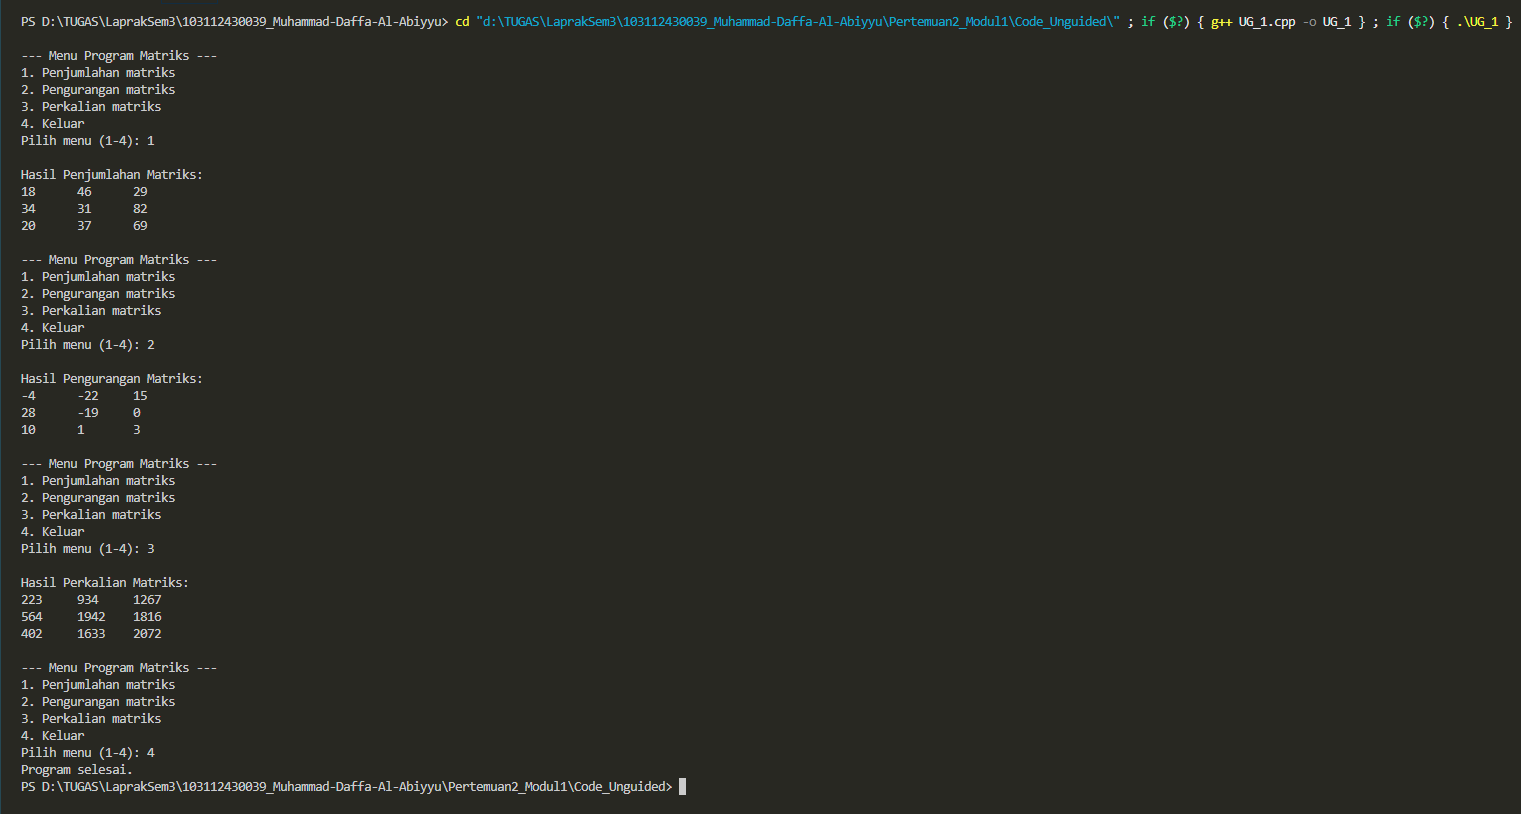 PS D:\TUGAS\LaprakSem3\103112430039_Muhammad-Daffa-Al-Abiyyu> cd "d:\TUGAS\LaprakSem3\103112430039_Muhammad-Daffa-Al-Abiyyu\Pertemuan2_Modul1\Code_Unguided\" ; if ($?) { g++ UG_1.cpp -o UG_1 } ; if ($?) { .\UG_1 }
--- Menu Program Matriks ---
1. Penjumlahan matriks
2. Pengurangan matriks
3. Perkalian matriks
4. Keluar
Pilih menu (1-4): 1
Hasil Penjumlahan Matriks:
18 46 29
34 31 82
20 37 69
--- Menu Program Matriks ---
1. Penjumlahan matriks
2. Pengurangan matriks
3. Perkalian matriks
4. Keluar
Pilih menu (1-4): 2
Hasil Pengurangan Matriks:
-4 -22 15
28 -19 0
10 1 3
--- Menu Program Matriks ---
1. Penjumlahan matriks
2. Pengurangan matriks
3. Perkalian matriks
4. Keluar
Pilih menu (1-4): 3
Hasil Perkalian Matriks:
223 934 1267
564 1942 1816
402 1633 2072
--- Menu Program Matriks ---
1. Penjumlahan matriks
2. Pengurangan matriks
3. Perkalian matriks
4. Keluar
Pilih menu (1-4): 4
Program selesai.
PS D:\TUGAS\LaprakSem3\103112430039_Muhammad-Daffa-Al-Abiyyu\Pertemuan2_Modul1\Code_Unguided>